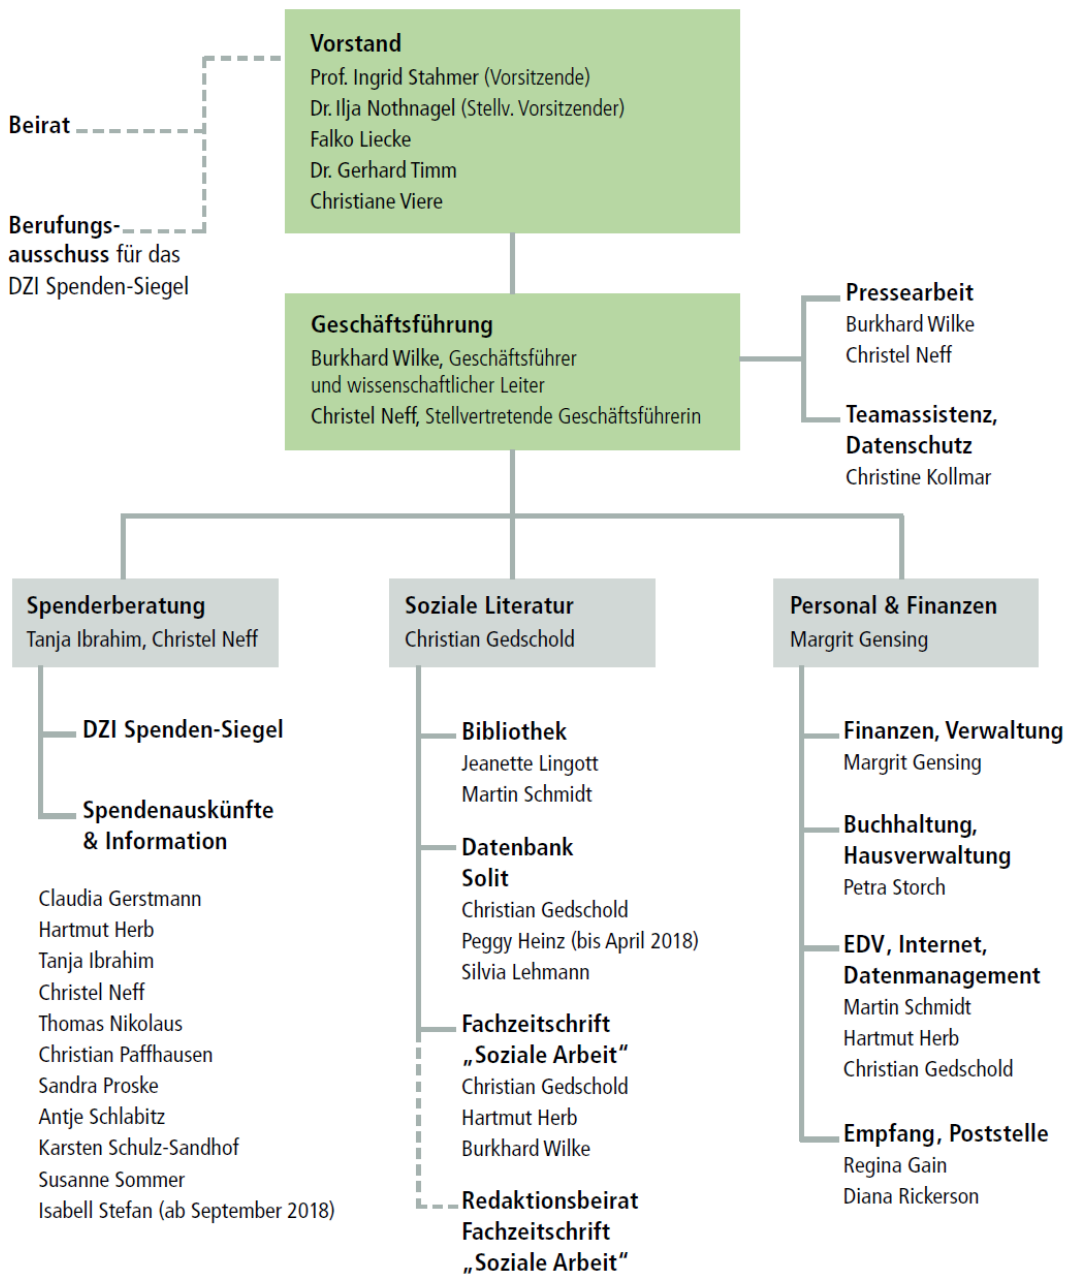 Vorstand
Prof. Ingrid Stahmer (Vorsitzende)
Dr. Ilja Nothnagel (Stellv. Vorsitzender)
Falko Liecke
Dr. Gerhard Timm
Christiane Viere
Beirat
Berufungs-
ausschuss für das
DZI Spenden-Siegel
Geschäftsführung
Burkhard Wilke, Geschäftsführer
und wissenschaftlicher Leiter
Christel Neff, Stellvertretende Geschäftsführerin
Pressearbeit
Burkhard Wilke
Christel Neff
Teamassistenz,
Datenschutz
Christine Kollmar
Spenderberatung
Tanja Ibrahim, Christel Neff
DZI Spenden-Siegel
Spendenauskünfte
& Information
Claudia Gerstmann
Hartmut Herb
Tanja Ibrahim
Christel Neff
Thomas Nikolaus
Christian Paffhausen
Sandra Proske
Antje Schlabitz
Karsten Schulz-Sandhof
Susanne Sommer
Isabell Stefan (ab September 2018)
Soziale Literatur
Christian Gedschold
Bibliothek
Jeanette Lingott
Martin Schmidt
Datenbank
Solit
Christian Gedschold
Peggy Heinz (bis April 2018)
Silvia Lehmann
Fachzeitschrift
„Soziale Arbeit“
Christian Gedschold
Hartmut Herb
Burkhard Wilke
Redaktionsbeirat
Fachzeitschrift
„Soziale Arbeit“
Personal & Finanzen
Margrit Gensing
Finanzen, Verwaltung
Margrit Gensing
Buchhaltung,
Hausverwaltung
Petra Storch
EDV, Internet,
Datenmanagement
Martin Schmidt
Hartmut Herb
Christian Gedschold
Empfang, Poststelle
Regina Gain
Diana Rickerson